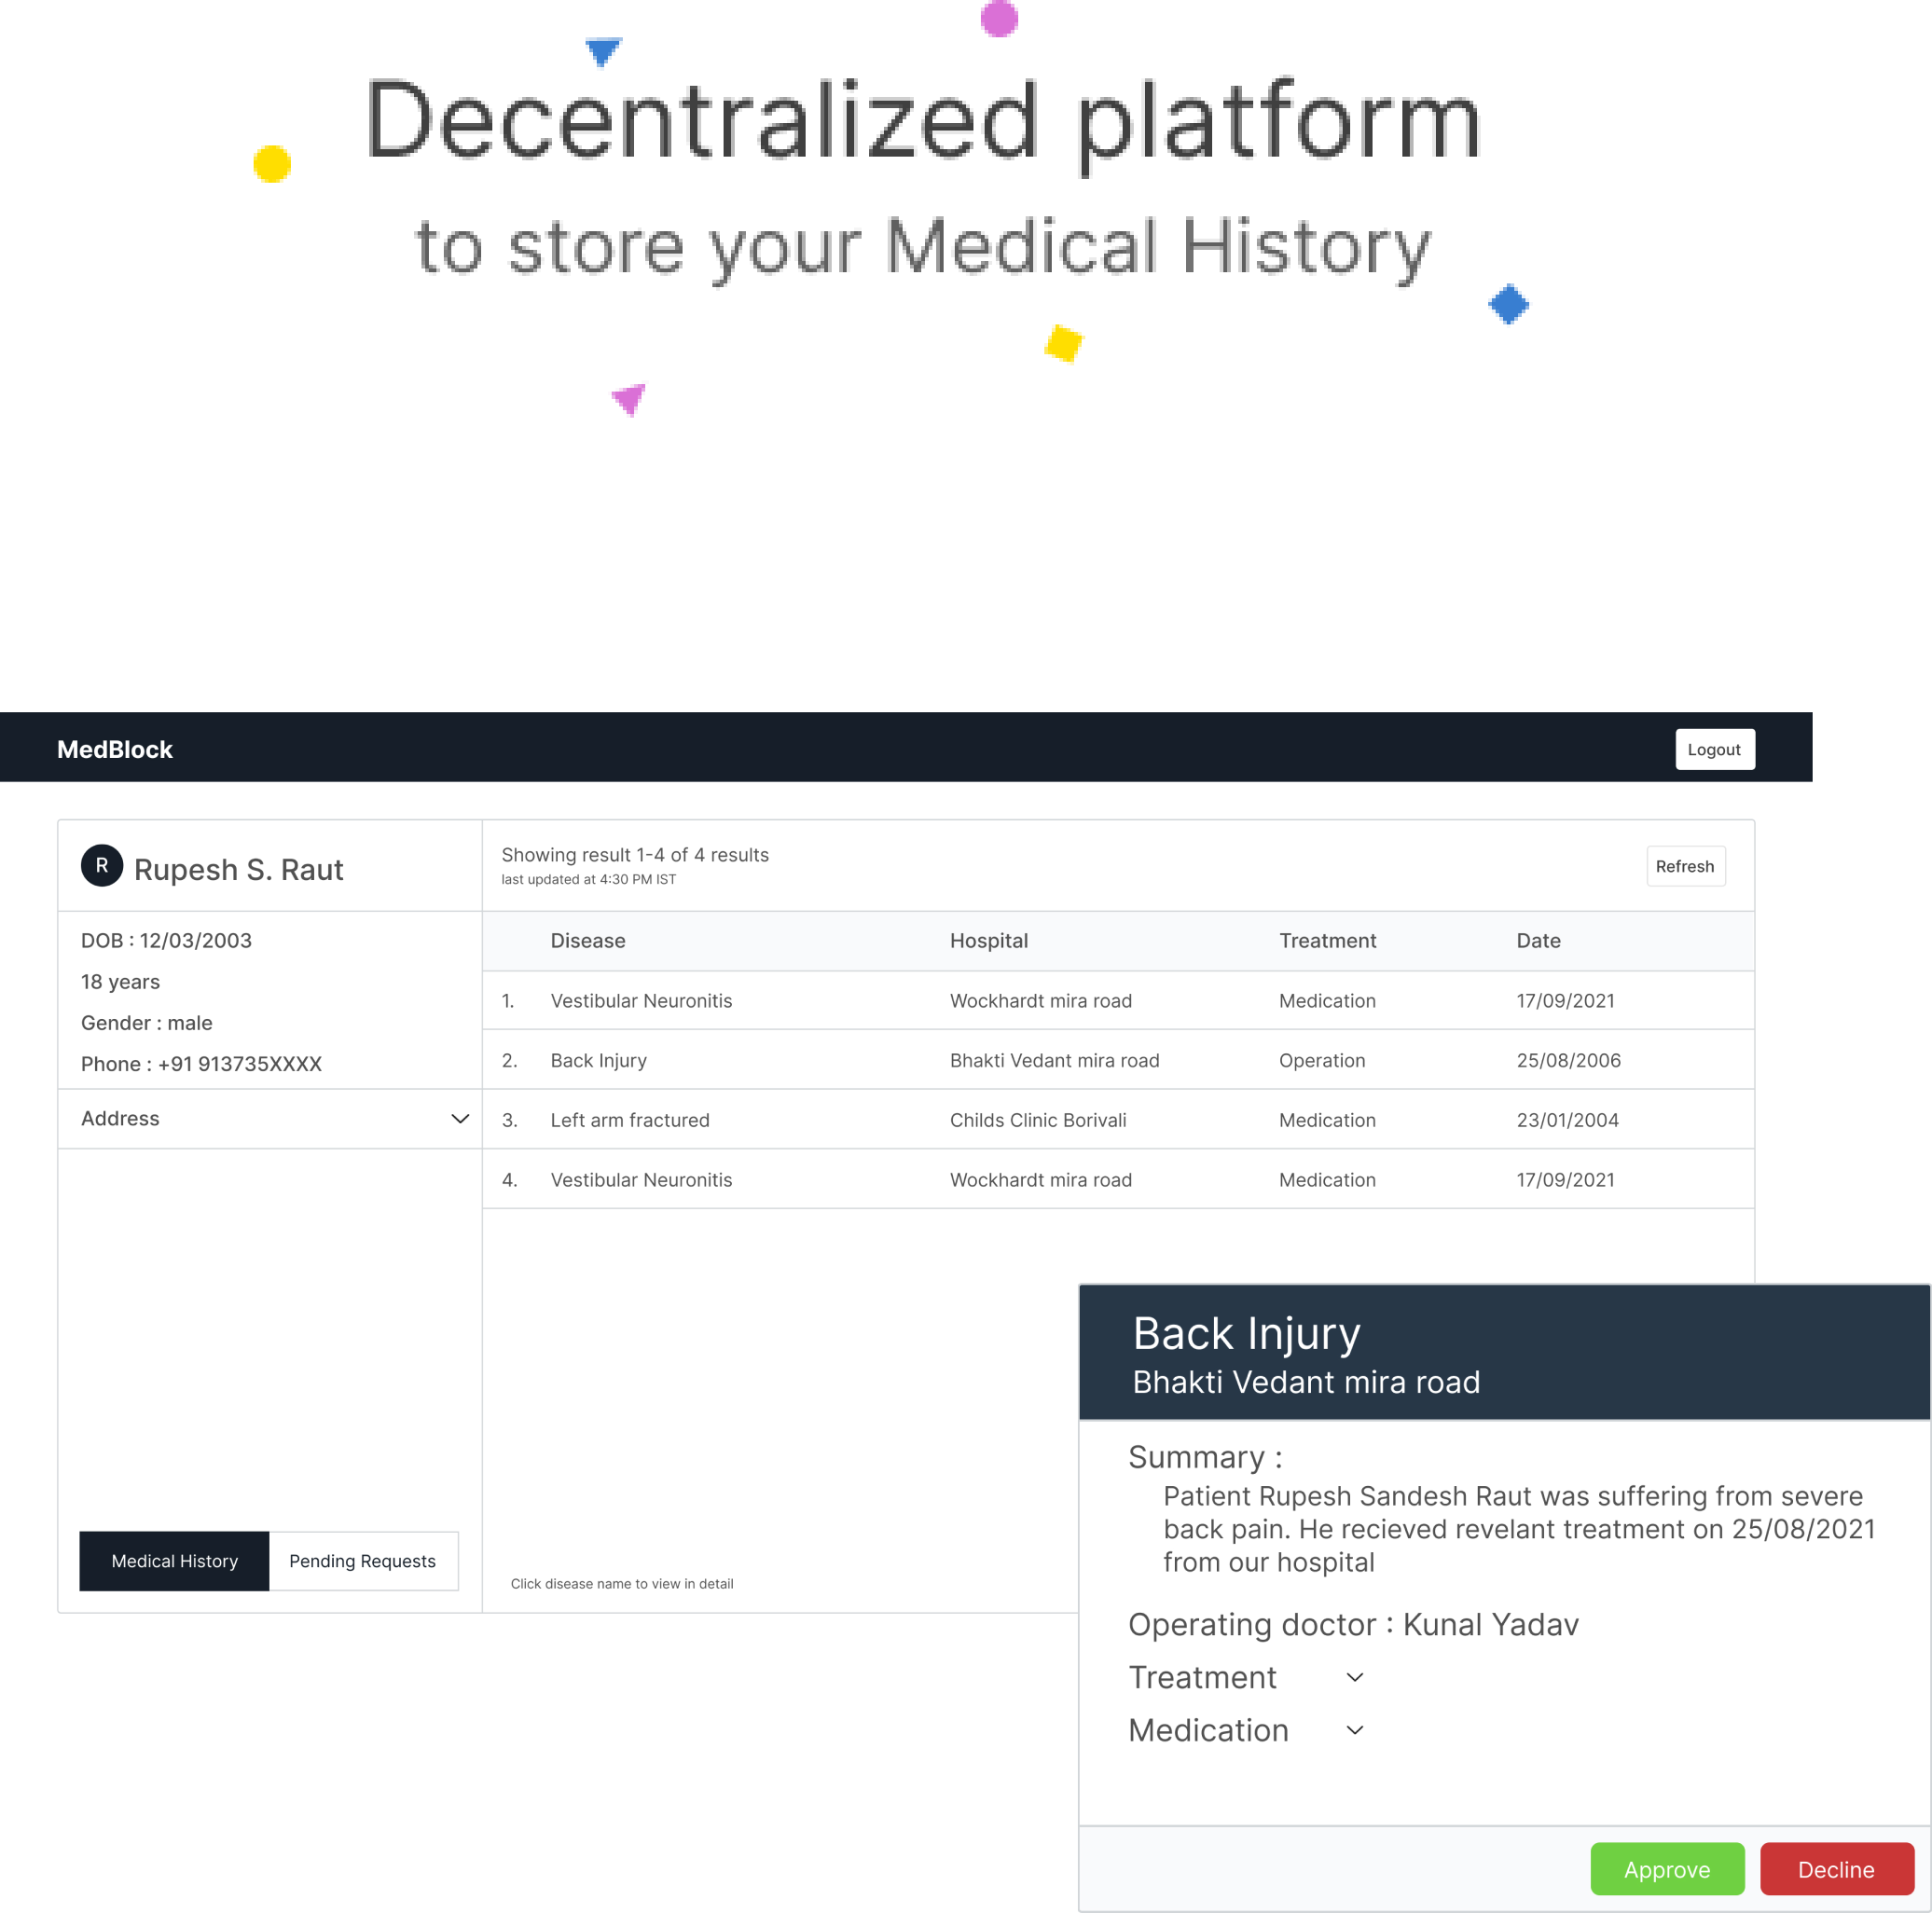 Decentralized platform
to store your Medical History
MedBlock
Logout
R
Rupesh S. Raut
Showing result 1-4 of 4 results
last updated at 4:30 PM IST
Refresh
DOB : 12/03/2003
18 years
Gender : male
Phone : +91 913735XXXX
Address
Disease Hospital Treatment Date
1. Vestibular Neuronitis Wockhardt mira road Medication 17/09/2021
2. Back Injury Bhakti Vedant mira road Operation 25/08/2006
3. Left arm fractured Childs Clinic Borivali Medication 23/01/2004
4. Vestibular Neuronitis Wockhardt mira road Medication 17/09/2021
Medical History
Pending Requests
Click disease name to view in detail
Back Injury
Bhakti Vedant mira road
Summary :
Patient Rupesh Sandesh Raut was suffering from severe
back pain. He recieved revelant treatment on 25/08/2021
from our hospital
Operating doctor : Kunal Yadav
Treatment
Medication
Approve
Decline